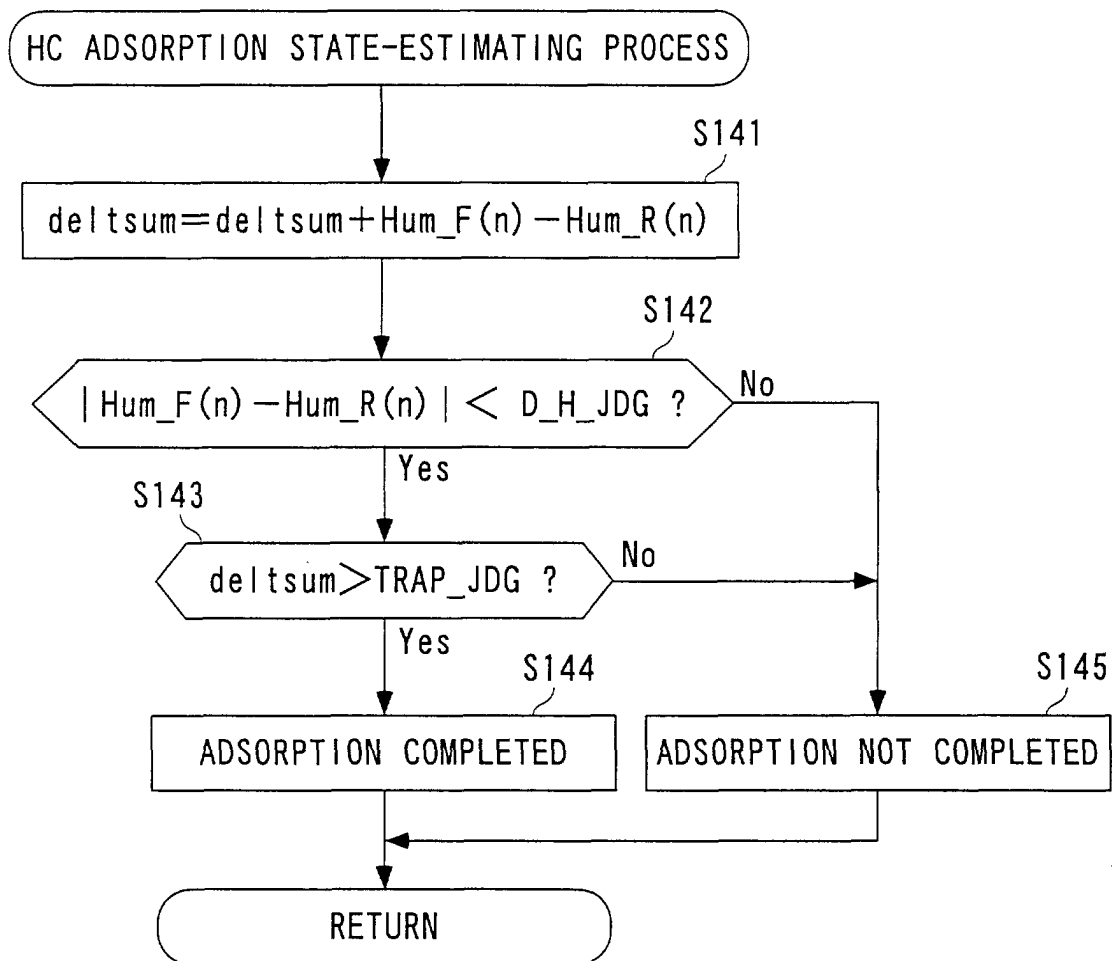 HC ADSORPTION STATE-ESTIMATING PROCESS
S141
deltsum=deltsum+Hum_F(n)-Hum_R(n)
S142
|Hum_F(n)-Hum_R(n)| < D_H_JDG ?
No
Yes
S143
deltsum>TRAP_JDG ?
No
Yes
S144
S145
ADSORPTION COMPLETED
ADSORPTION NOT COMPLETED
RETURN